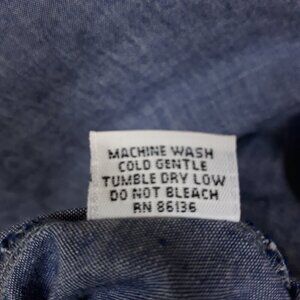 MACHINE WASH
COLD GENTLE
TUMBLE DRY LOW
DO NOT BLEACH
RN 86136